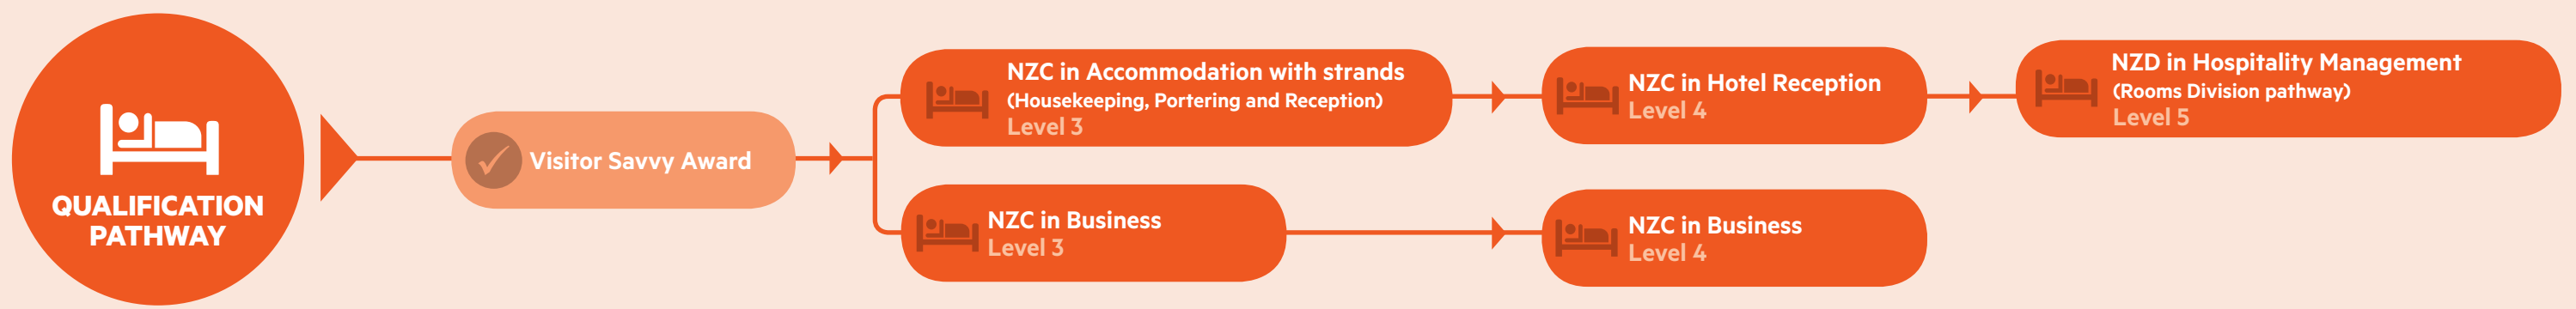 QUALIFICATION
PATHWAY
Visitor Savvy Award
NZC in Accommodation with strands
(Housekeeping, Portering and Reception)
Level 3
NZC in Hotel Reception
Level 4
NZD in Hospitality Management
(Rooms Division pathway)
Level 5
NZC in Business
Level 3
NZC in Business
Level 4